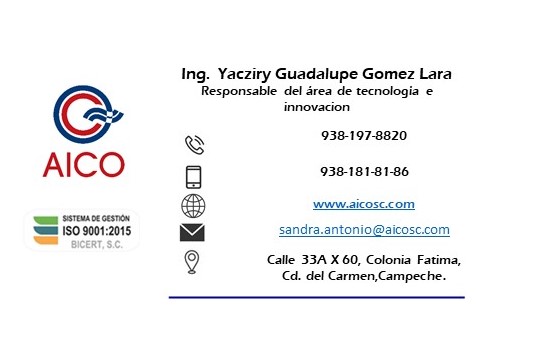 Ing. Yacziry Guadalupe Gomez Lara
Responsable del área de tecnologia e
innovacion
938-197-8820
938-181-81-86
www.aicosc.com
sandra.antonio@aicosc.com
Calle 33A X 60, Colonia Fatima,
Cd. del Carmen,Campeche.
AICO
SISTEMA DE GESTIÓN
ISO 9001:2015
BICERT, S.C.